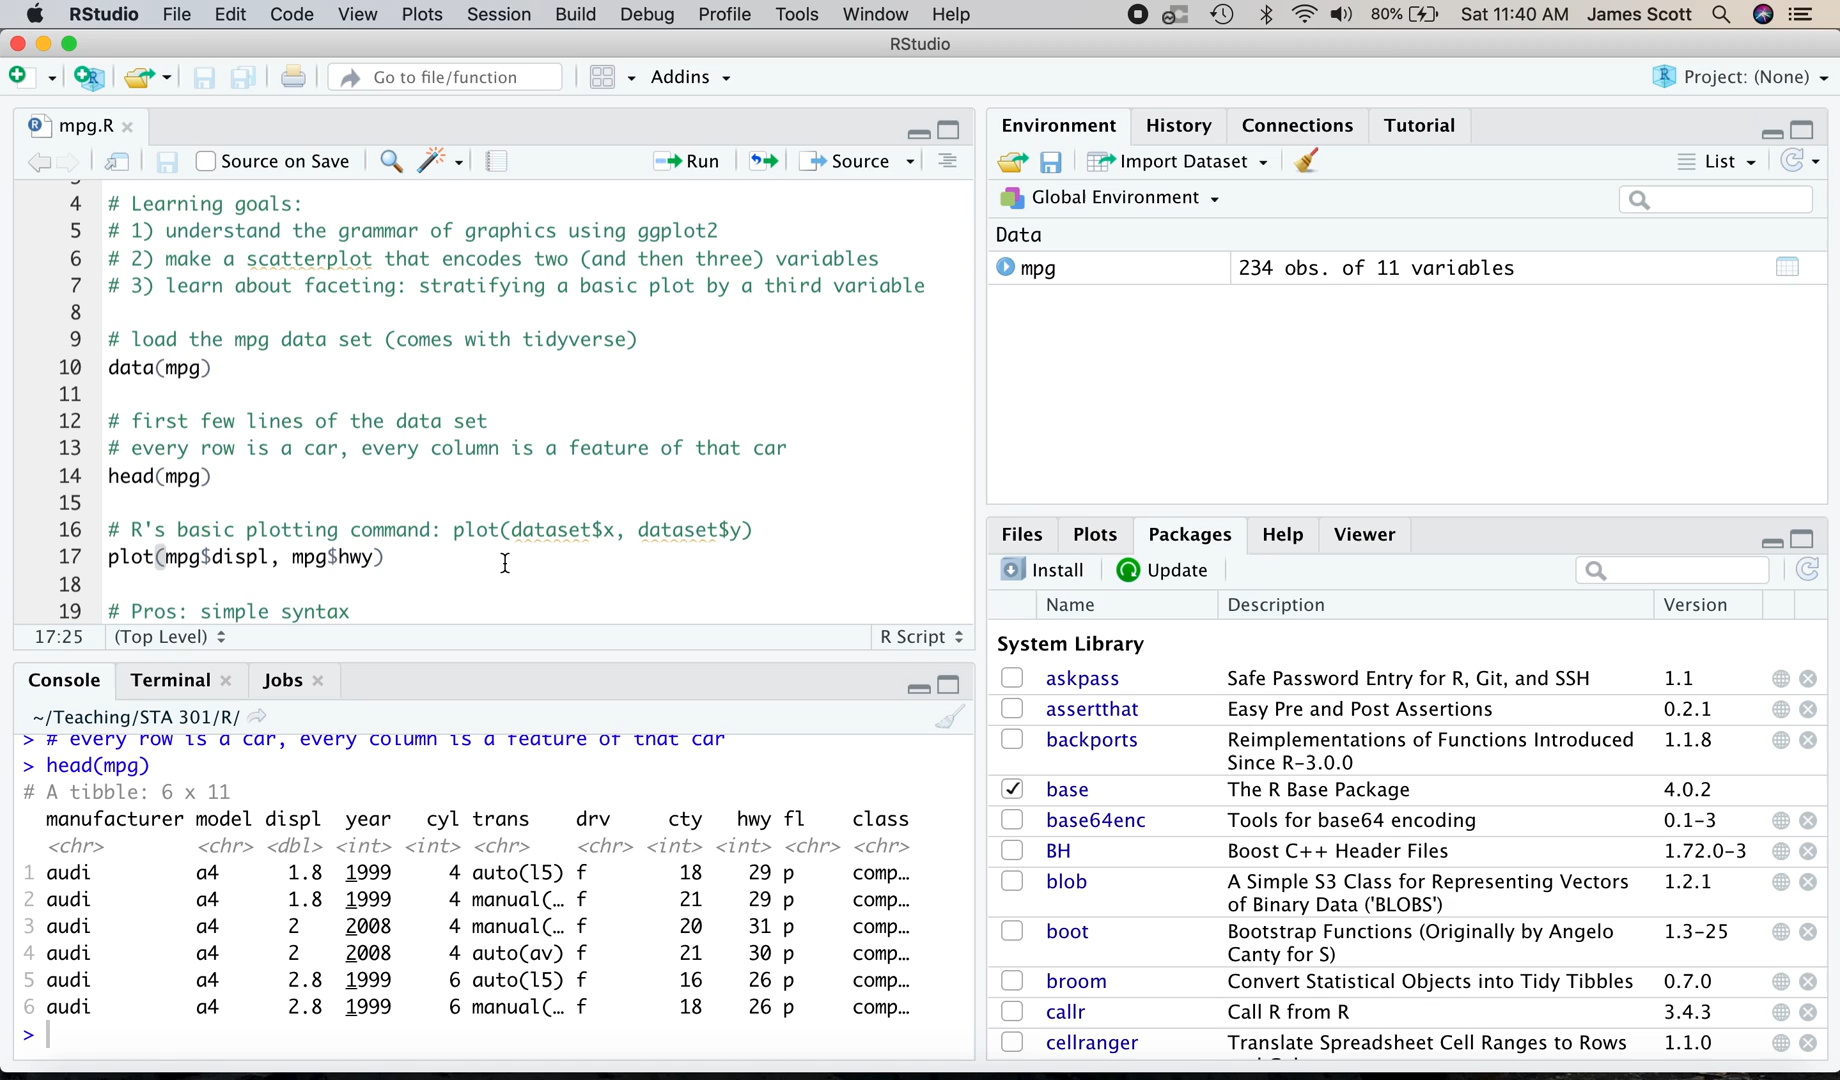 RStudio File Edit Code View Plots Session Build Debug Profile Tools Window Help 80% Sat 11:40 AM James Scott
RStudio
Go to file/function Addins Project: (None)
mpg.R
Source on Save Run Source
4 # Learning goals:
5 # 1) understand the grammar of graphics using ggplot2
6 # 2) make a scatterplot that encodes two (and then three) variables
7 # 3) learn about faceting: stratifying a basic plot by a third variable
8
9 # load the mpg data set (comes with tidyverse)
10 data(mpg)
11
12 # first few lines of the data set
13 # every row is a car, every column is a feature of that car
14 head(mpg)
15
16 # R's basic plotting command: plot(dataset$x, dataset$y)
17 plot(mpg$displ, mpg$hwy)
18
19 # Pros: simple syntax
17:25 (Top Level) R Script
Console Terminal Jobs
~/Teaching/STA 301/R/
> # every row is a car, every column is a feature of that car
> head(mpg)
# A tibble: 6 x 11
manufacturer model displ year cyl trans drv cty hwy fl class
<chr> <chr> <dbl> <int> <int> <chr> <chr> <int> <int> <chr> <chr>
1 audi a4 1.8 1999 4 auto(l5) f 18 29 p comp…
2 audi a4 1.8 1999 4 manual(… f 21 29 p comp…
3 audi a4 2 2008 4 manual(… f 20 31 p comp…
4 audi a4 2 2008 4 auto(av) f 21 30 p comp…
5 audi a4 2.8 1999 6 auto(l5) f 16 26 p comp…
6 audi a4 2.8 1999 6 manual(… f 18 26 p comp…
>
Environment History Connections Tutorial
Import Dataset List
Global Environment
Data
mpg 234 obs. of 11 variables
Files Plots Packages Help Viewer
Install Update
Name Description Version
System Library
askpass Safe Password Entry for R, Git, and SSH 1.1
assertthat Easy Pre and Post Assertions 0.2.1
backports Reimplementations of Functions Introduced 1.1.8
Since R-3.0.0
base The R Base Package 4.0.2
base64enc Tools for base64 encoding 0.1-3
BH Boost C++ Header Files 1.72.0-3
blob A Simple S3 Class for Representing Vectors 1.2.1
of Binary Data ('BLOBS')
boot Bootstrap Functions (Originally by Angelo 1.3-25
Canty for S)
broom Convert Statistical Objects into Tidy Tibbles 0.7.0
callr Call R from R 3.4.3
cellranger Translate Spreadsheet Cell Ranges to Rows 1.1.0